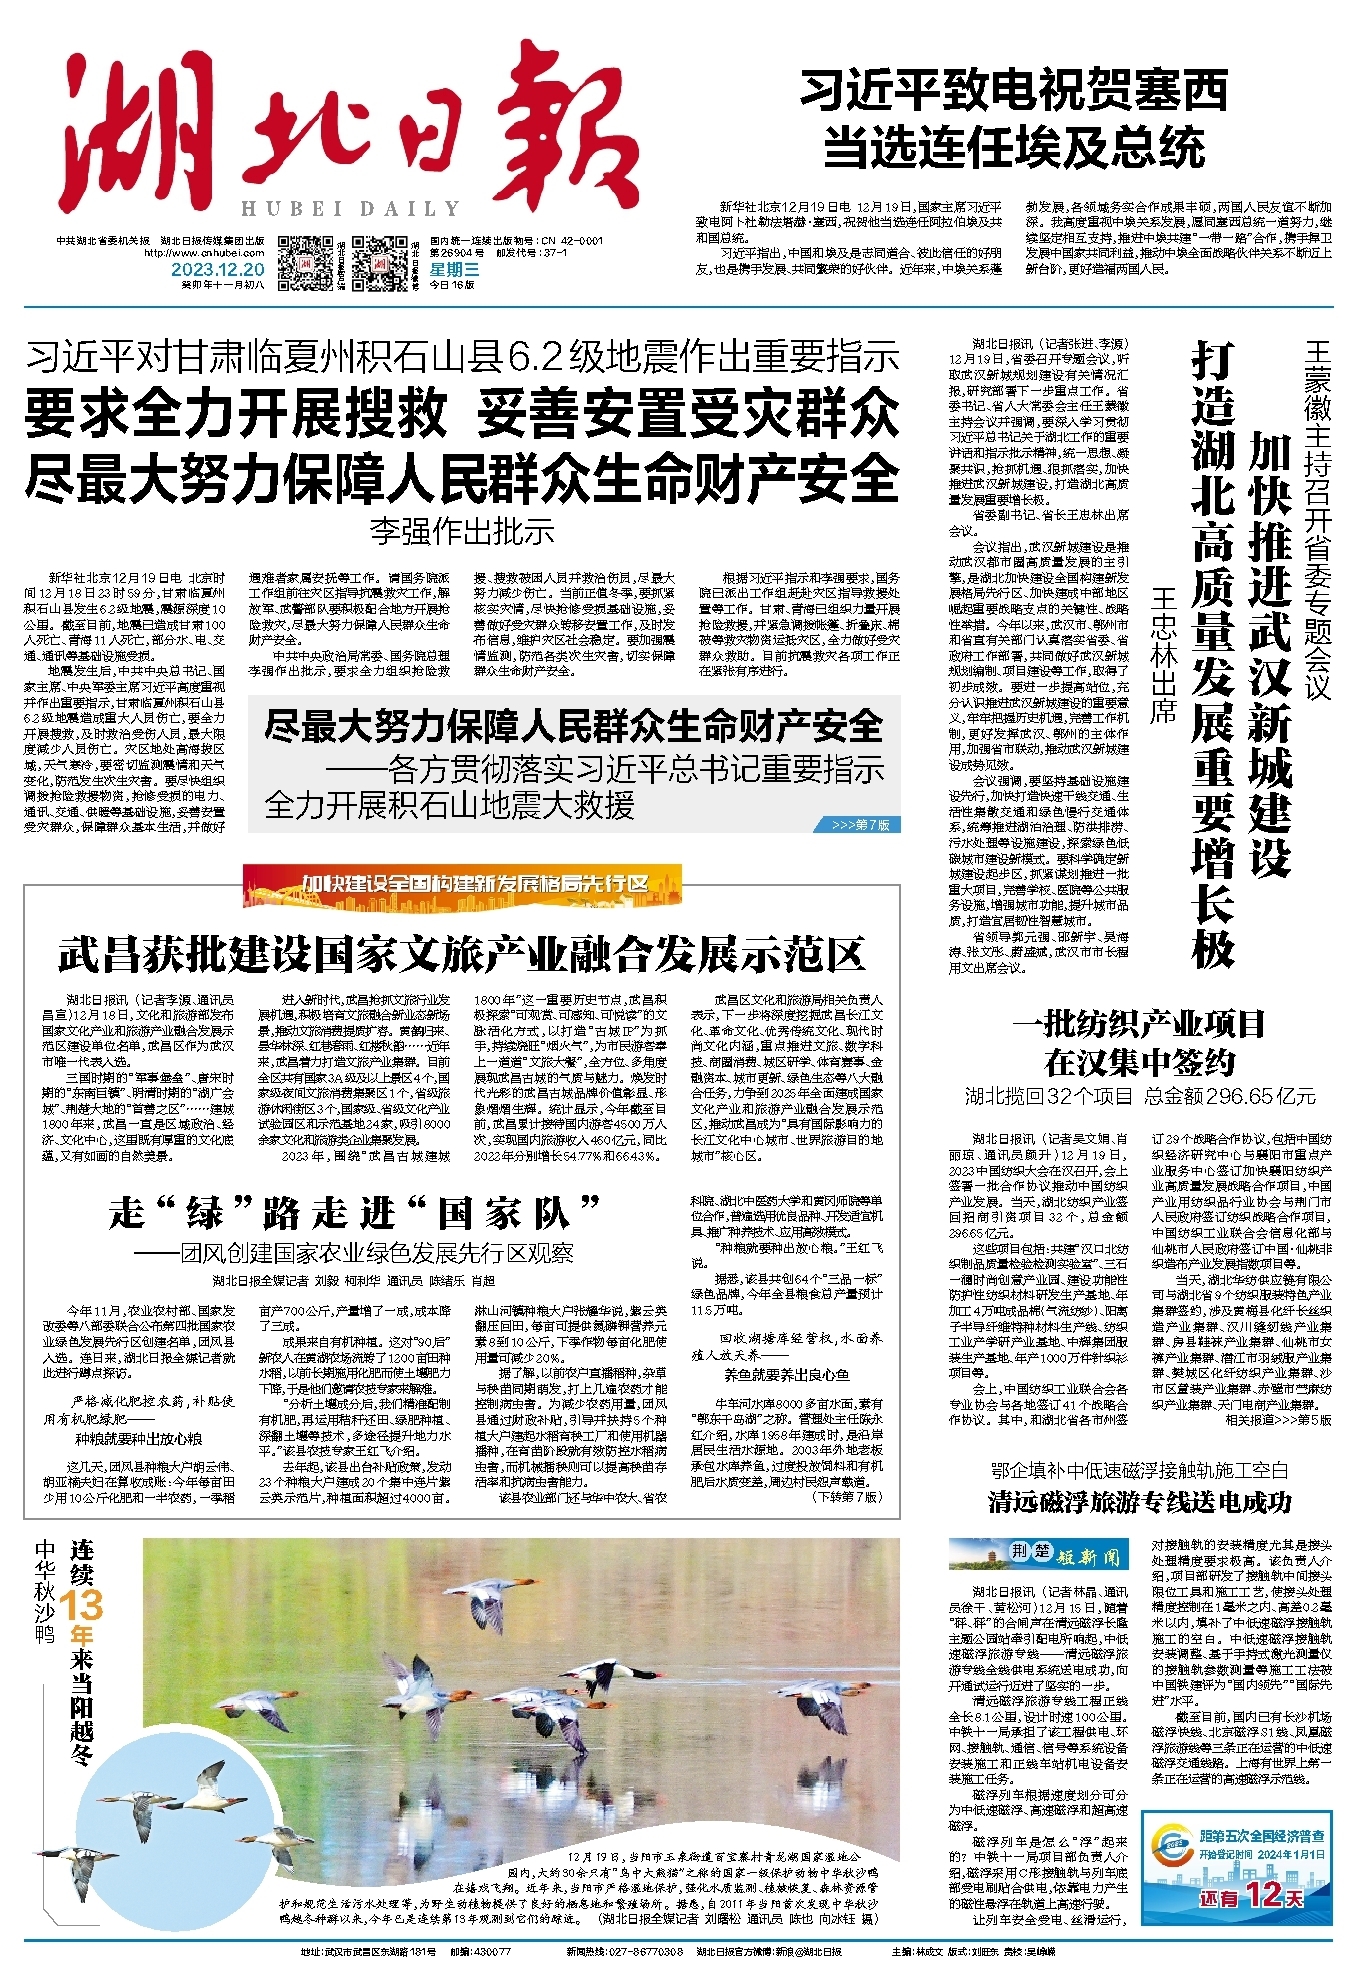 湖北日報
HUBEI DAILY
中共湖北省委机关报 湖北日报传媒集团出版
http://www.cnhubei.com
2023.12.20
癸卯年十一月初八
国内统一连续出版物号：CN 42-0001
第26904号 邮发代号：37-1
星期三
今日16版
习近平致电祝贺塞西
当选连任埃及总统
新华社北京12月19日电 12月19日，国家主席习近平
致电阿卜杜勒法塔赫·塞西，祝贺他当选连任阿拉伯埃及共
和国总统。
习近平指出，中国和埃及是志同道合、彼此信任的好朋
友，也是携手发展、共同繁荣的好伙伴。近年来，中埃关系蓬
勃发展，各领域务实合作成果丰硕，两国人民友谊不断加
深。我高度重视中埃关系发展，愿同塞西总统一道努力，继
续坚定相互支持，推进中埃共建“一带一路”合作，携手捍卫
发展中国家共同利益，推动中埃全面战略伙伴关系不断迈上
新台阶，更好造福两国人民。
习近平对甘肃临夏州积石山县6.2级地震作出重要指示
要求全力开展搜救 妥善安置受灾群众
尽最大努力保障人民群众生命财产安全
李强作出批示
新华社北京12月19日电 北京时
间12月18日23时59分，甘肃临夏州
积石山县发生6.2级地震，震源深度10
公里。截至目前，地震已造成甘肃100
人死亡、青海11人死亡，部分水、电、交
通、通讯等基础设施受损。
地震发生后，中共中央总书记、国
家主席、中央军委主席习近平高度重视
并作出重要指示，甘肃临夏州积石山县
6.2级地震造成重大人员伤亡，要全力
开展搜救，及时救治受伤人员，最大限
度减少人员伤亡。灾区地处高海拔区
域，天气寒冷，要密切监测震情和天气
变化，防范发生次生灾害。要尽快组织
调拨抢险救援物资，抢修受损的电力、
通讯、交通、供暖等基础设施，妥善安置
受灾群众，保障群众基本生活，并做好
遇难者家属安抚等工作。请国务院派
工作组前往灾区指导抗震救灾工作，解
放军、武警部队要积极配合地方开展抢
险救灾，尽最大努力保障人民群众生命
财产安全。
中共中央政治局常委、国务院总理
李强作出批示，要求全力组织抢险救
援、搜救被困人员并救治伤员，尽最大
努力减少伤亡。当前正值冬季，要抓紧
核实灾情，尽快抢修受损基础设施，妥
善做好受灾群众转移安置工作，及时发
布信息，维护灾区社会稳定。要加强震
情监测，防范各类次生灾害，切实保障
群众生命财产安全。
根据习近平指示和李强要求，国务
院已派出工作组赶赴灾区指导救援处
置等工作。甘肃、青海已组织力量开展
抢险救援，并紧急调拨帐篷、折叠床、棉
被等救灾物资运抵灾区，全力做好受灾
群众救助。目前抗震救灾各项工作正
在紧张有序进行。
尽最大努力保障人民群众生命财产安全
——各方贯彻落实习近平总书记重要指示
全力开展积石山地震大救援
>>>第7版
王蒙徽主持召开省委专题会议
加快推进武汉新城建设
打造湖北高质量发展重要增长极
王忠林出席
湖北日报讯（记者张进、李源）
12月19日，省委召开专题会议，听
取武汉新城规划建设有关情况汇
报，研究部署下一步重点工作。省
委书记、省人大常委会主任王蒙徽
主持会议并强调，要深入学习贯彻
习近平总书记关于湖北工作的重要
讲话和指示批示精神，统一思想、凝
聚共识，抢抓机遇、狠抓落实，加快
推进武汉新城建设，打造湖北高质
量发展重要增长极。
省委副书记、省长王忠林出席
会议。
会议指出，武汉新城建设是推
动武汉都市圈高质量发展的主引
擎，是湖北加快建设全国构建新发
展格局先行区、加快建成中部地区
崛起重要战略支点的关键性、战略
性举措。今年以来，武汉市、鄂州市
和省直有关部门认真落实省委、省
政府工作部署，共同做好武汉新城
规划编制、项目建设等工作，取得了
初步成效。要进一步提高站位，充
分认识推进武汉新城建设的重要意
义，牢牢把握历史机遇，完善工作机
制，更好发挥武汉、鄂州的主体作
用，加强省市联动，推动武汉新城建
设成势见效。
会议强调，要坚持基础设施建
设先行，加快打造快速干线交通、生
活性集散交通和绿色慢行交通体
系，统筹推进湖泊治理、防洪排涝、
污水处理等设施建设，探索绿色低
碳城市建设新模式。要科学确定新
城建设起步区，抓紧谋划推进一批
重大项目，完善学校、医院等公共服
务设施，增强城市功能，提升城市品
质，打造宜居韧性智慧城市。
省领导郭元强、邵新宇、吴海
涛、张文彤、蔚盛斌，武汉市市长程
用文出席会议。
加快建设全国构建新发展格局先行区
武昌获批建设国家文旅产业融合发展示范区
湖北日报讯（记者李源、通讯员
昌宣）12月18日，文化和旅游部发布
国家文化产业和旅游产业融合发展示
范区建设单位名单，武昌区作为武汉
市唯一代表入选。
三国时期的“军事堡垒”、唐宋时
期的“东南巨镇”、明清时期的“湖广会
城”、荆楚大地的“首善之区”……建城
1800年来，武昌一直是区域政治、经
济、文化中心，这里既有厚重的文化底
蕴，又有如画的自然美景。
进入新时代，武昌抢抓文旅行业发
展机遇，积极培育文旅融合新业态新场
景，推动文旅消费提质扩容。黄鹤归来、
昙华林深、红巷春雨、红楼秋韵……近年
来，武昌着力打造文旅产业集群。目前
全区共有国家3A级及以上景区4个，国
家级夜间文旅消费集聚区1个，省级旅
游休闲街区3个，国家级、省级文化产业
试验园区和示范基地24家，吸引8000
余家文化和旅游类企业集聚发展。
2023年，围绕“武昌古城建城
1800年”这一重要历史节点，武昌积
极探索“可观赏、可感知、可悦读”的文
脉活化方式，以打造“古城IP”为抓
手，持续烧旺“烟火气”，为市民游客奉
上一道道“文旅大餐”，全方位、多角度
展现武昌古城的气质与魅力。焕发时
代光彩的武昌古城品牌价值彰显、形
象熠熠生辉。统计显示，今年截至目
前，武昌累计接待国内游客4500万人
次，实现国内旅游收入460亿元，同比
2022年分别增长54.77%和66.43%。
武昌区文化和旅游局相关负责人
表示，下一步将深度挖掘武昌长江文
化、革命文化、优秀传统文化、现代时
尚文化内涵，重点推进文旅、数字科
技、商圈消费、城区研学、体育赛事、金
融资本、城市更新、绿色生态等八大融
合任务，力争到2025年全面建成国家
文化产业和旅游产业融合发展示范
区，推动武昌成为“具有国际影响力的
长江文化中心城市、世界旅游目的地
城市”核心区。
走“绿”路走进“国家队”
——团风创建国家农业绿色发展先行区观察
湖北日报全媒记者 刘毅 柯利华 通讯员 陈绪乐 肖超
今年11月，农业农村部、国家发
改委等八部委联合公布第四批国家农
业绿色发展先行区创建名单，团风县
入选。连日来，湖北日报全媒记者就
此进行蹲点探访。
严格减化肥控农药，补贴使
用有机肥绿肥——
种粮就要种出放心粮
这几天，团风县种粮大户胡云伟、
胡亚楠夫妇在算收成账：今年每亩田
少用10公斤化肥和一半农药，一季稻
亩产700公斤，产量增了一成，成本降
了三成。
成果来自有机种植。这对“90后”
新农人在黄湖农场流转了1200亩田种
水稻，以前长期施用化肥而使土壤肥力
下降，于是他们邀请农技专家来解难。
“分析土壤成分后，我们精准配制
有机肥，再运用秸秆还田、绿肥种植、
深翻土壤等技术，多途径提升地力水
平。”该县农技专家王红飞介绍。
去年起，该县出台补贴政策，发动
23个种粮大户建成20个集中连片紫
云英示范片，种植面积超过4000亩。
淋山河镇种粮大户张耀华说，紫云英
翻压回田，每亩可提供氮磷钾营养元
素8到10公斤，下季作物每亩化肥使
用量可减少20%。
据了解，以前农户直播稻种，杂草
与秧苗同期萌发，打上几遍农药才能
控制病虫害。为减少农药用量，团风
县通过财政补贴，引导并扶持5个种
植大户建起水稻育秧工厂和使用机器
播种，在育苗阶段就有效防控水稻病
虫害，而机械播秧则可以提高秧苗存
活率和抗病虫害能力。
该县农业部门还与华中农大、省农
科院、湖北中医药大学和黄冈师院等单
位合作，普遍选用优良品种、开发适宜机
具、推广种养技术、应用高效模式。
“种粮就要种出放心粮。”王红飞
说。
据悉，该县共创64个“三品一标”
绿色品牌，今年全县粮食总产量预计
11.5万吨。
回收湖塘库经营权，水面养
殖人放天养——
养鱼就要养出良心鱼
牛车河水库8000多亩水面，素有
“鄂东千岛湖”之称。管理处主任陈永
红介绍，水库1958年建成时，是沿岸
居民生活水源地。2003年外地老板
承包水库养鱼，过度投放饲料和有机
肥后水质变差，周边村民怨声载道。
（下转第7版）
一批纺织产业项目
在汉集中签约
湖北揽回32个项目 总金额296.65亿元
湖北日报讯（记者吴文娟、肖
丽琼、通讯员颜升）12月19日，
2023中国纺织大会在汉召开，会上
签署一批合作协议推动中国纺织
产业发展。当天，湖北纺织产业签
回招商引资项目32个，总金额
296.65亿元。
这些项目包括：共建“汉口北纺
织制品质量检验检测实验室”、三石
一禤时尚创意产业园、建设功能性
防护性纺织材料研发生产基地、年
加工4万吨成品棉（气流纺纱）、阳离
子半导纤维特种材料生产线、纺织
工业产学研产业基地、中辉集团服
装生产基地、年产1000万件针织衫
项目等。
会上，中国纺织工业联合会各
专业协会与各地签订41个战略合
作协议。其中，和湖北省各市州签
订29个战略合作协议，包括中国纺
织经济研究中心与襄阳市重点产
业服务中心签订加快襄阳纺织产
业高质量发展战略合作项目，中国
产业用纺织品行业协会与荆门市
人民政府签订纺织战略合作项目，
中国纺织工业联合会信息化部与
仙桃市人民政府签订中国·仙桃非
织造布产业发展指数项目等。
当天，湖北华纺供应链有限公
司与湖北省9个纺织服装特色产业
集群签约，涉及黄梅县化纤长丝织
造产业集群、汉川缝纫线产业集
群、房县鞋袜产业集群、仙桃市女
裤产业集群、潜江市羽绒服产业集
群、樊城区化纤纺织产业集群、沙
市区童装产业集群、赤壁市苎麻纺
织产业集群、天门电商产业集群。
相关报道>>>第5版
鄂企填补中低速磁浮接触轨施工空白
清远磁浮旅游专线送电成功
荆楚短新闻
湖北日报讯（记者林晶、通讯
员徐干、黄松河）12月15日，随着
“砰、砰”的合闸声在清远磁浮长隆
主题公园站牵引配电所响起，中低
速磁浮旅游专线——清远磁浮旅
游专线全线供电系统送电成功，向
开通试运行迈进了坚实的一步。
清远磁浮旅游专线工程正线
全长8.1公里，设计时速100公里。
中铁十一局承担了该工程供电、环
网、接触轨、通信、信号等系统设备
安装施工和正线车站机电设备安
装施工任务。
磁浮列车根据速度划分可分
为中低速磁浮、高速磁浮和超高速
磁浮。
磁浮列车是怎么“浮”起来
的？中铁十一局项目部负责人介
绍，磁浮采用C形接触轨与列车底
部受电刷贴合供电，依靠电力产生
的磁性悬浮在轨道上高速行驶。
让列车安全受电、丝滑运行，
对接触轨的安装精度尤其是接头
处理精度要求极高。该负责人介
绍，项目部研发了接触轨中间接头
限位工具和施工工艺，使接头处理
精度控制在1毫米之内、高差0.2毫
米以内，填补了中低速磁浮接触轨
施工的空白。中低速磁浮接触轨
安装调整、基于手持式激光测量仪
的接触轨参数测量等施工工法被
中国铁建评为“国内领先”“国际先
进”水平。
截至目前，国内已有长沙机场
磁浮快线、北京磁浮S1线、凤凰磁
浮旅游线等三条正在运营的中低速
磁浮交通线路。上海有世界上第一
条正在运营的高速磁浮示范线。
距第五次全国经济普查
开始登记时间 2024年1月1日
还有12天
中华秋沙鸭
连续13年来当阳越冬
12月19日，当阳市玉泉街道百宝寨村青龙湖国家湿地公
园内，大约30余只有“鸟中大熊猫”之称的国家一级保护动物中华秋沙鸭
在嬉戏飞翔。近年来，当阳市严格湿地保护，强化水质监测、植被恢复、森林资源管
护和规范生活污水处理等，为野生动植物提供了良好的栖息地和繁殖场所。据悉，自2011年当阳首次发现中华秋沙
鸭越冬种群以来，今年已是连续第13年观测到它们的踪迹。（湖北日报全媒记者 刘曙松 通讯员 陈也 向冰钰 摄）
地址：武汉市武昌区东湖路181号 邮编：430077 新闻热线：027-86770308 湖北日报官方微博：新浪@湖北日报 主编：林成文 版式：刘旺东 责校：吴峥嵘